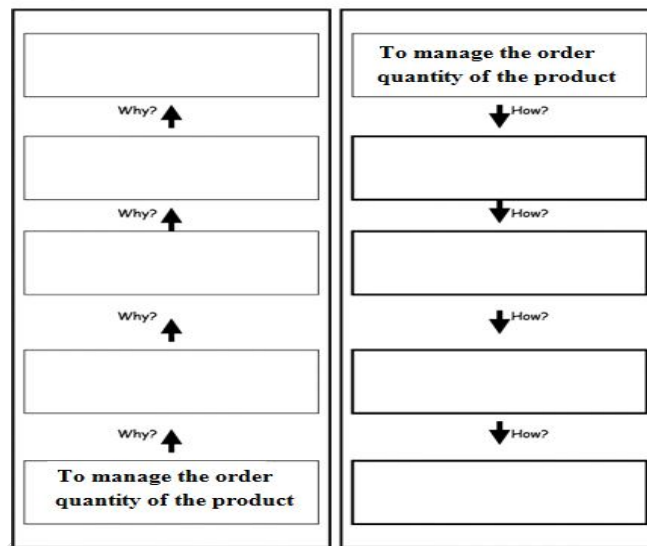 Why?
Why?
Why?
Why?
To manage the order
quantity of the product
To manage the order
quantity of the product
How?
How?
How?
How?